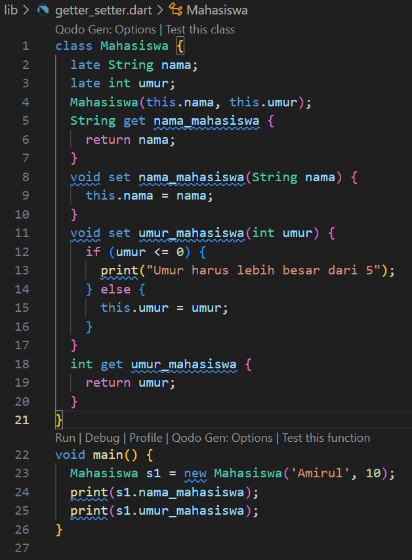 lib > getter_setter.dart > Mahasiswa
Qodo Gen: Options | Test this class
1 class Mahasiswa {
2   late String nama;
3   late int umur;
4   Mahasiswa(this.nama, this.umur);
5   String get nama_mahasiswa {
6     return nama;
7   }
8   void set nama_mahasiswa(String nama) {
9     this.nama = nama;
10   }
11   void set umur_mahasiswa(int umur) {
12     if (umur <= 0) {
13       print("Umur harus lebih besar dari 5");
14     } else {
15       this.umur = umur;
16     }
17   }
18   int get umur_mahasiswa {
19     return umur;
20   }
21 }
Run | Debug | Profile | Qodo Gen: Options | Test this function
22 void main() {
23   Mahasiswa s1 = new Mahasiswa('Amirul', 10);
24   print(s1.nama_mahasiswa);
25   print(s1.umur_mahasiswa);
26 }
27